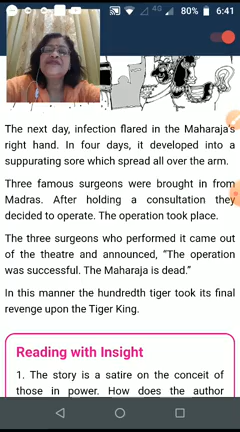 4G 80% 6:41
The next day, infection flared in the Maharaja's
right hand. In four days, it developed into a
suppurating sore which spread all over the arm.
Three famous surgeons were brought in from
Madras. After holding a consultation they
decided to operate. The operation took place.
The three surgeons who performed it came out
of the theatre and announced, “The operation
was successful. The Maharaja is dead.”
In this manner the hundredth tiger took its final
revenge upon the Tiger King.
Reading with Insight
1. The story is a satire on the conceit of
those in power. How does the author